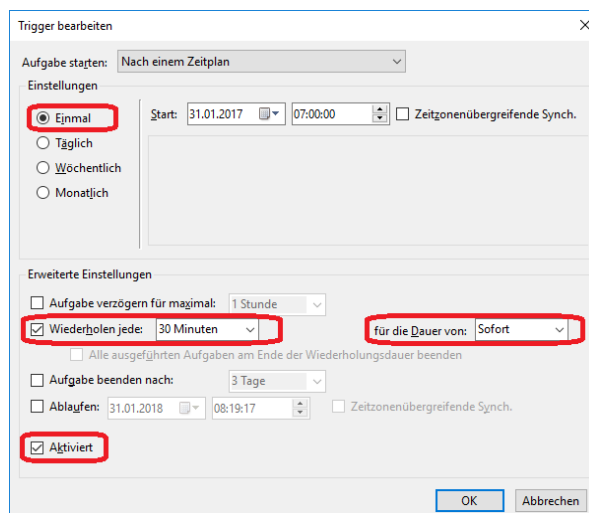 Trigger bearbeiten
Aufgabe starten: Nach einem Zeitplan
Einstellungen
Einmal Start: 31.01.2017 07:00:00 Zeitzonenübergreifende Synch.
Täglich
Wöchentlich
Monatlich
Erweiterte Einstellungen
Aufgabe verzögern für maximal: 1 Stunde
Wiederholen jede: 30 Minuten für die Dauer von: Sofort
Alle ausgeführten Aufgaben am Ende der Wiederholungsdauer beenden
Aufgabe beenden nach: 3 Tage
Ablaufen: 31.01.2018 08:19:17 Zeitzonenübergreifende Synch.
Aktiviert
OK Abbrechen